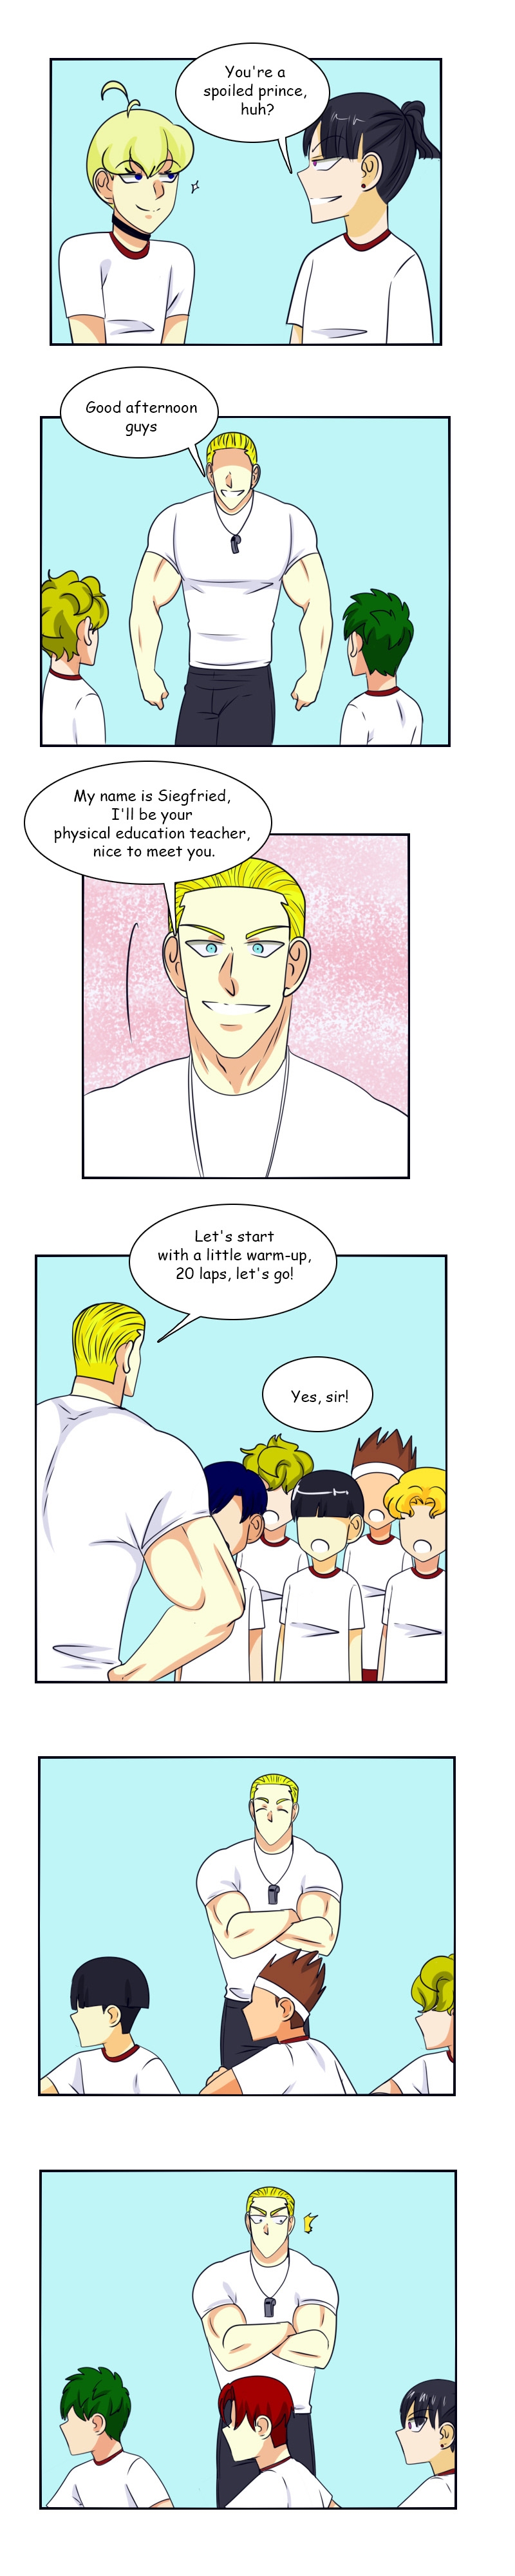 You're a
spoiled prince,
huh?
Good afternoon
guys
My name is Siegfried,
I'll be your
physical education teacher,
nice to meet you.
Let's start
with a little warm-up,
20 laps, let's go!
Yes, sir!